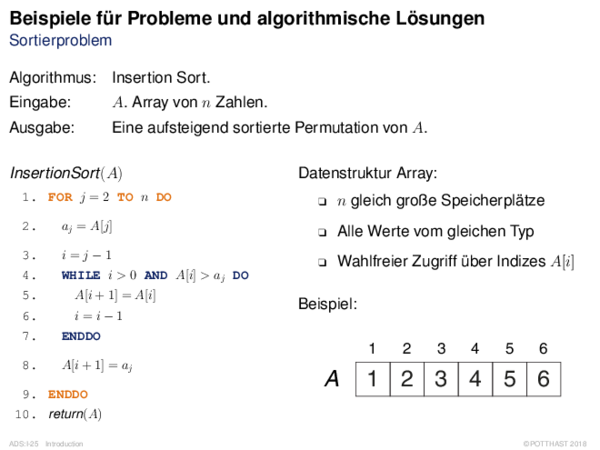 Beispiele für Probleme und algorithmische Lösungen
Sortierproblem
Algorithmus: Insertion Sort.
Eingabe: A. Array von n Zahlen.
Ausgabe: Eine aufsteigend sortierte Permutation von A.
InsertionSort(A)
1. FOR j = 2 TO n DO
2. aⱼ = A[j]
3. i = j − 1
4. WHILE i > 0 AND A[i] > aⱼ DO
5. A[i + 1] = A[i]
6. i = i − 1
7. ENDDO
8. A[i + 1] = aⱼ
9. ENDDO
10. return(A)
Datenstruktur Array:
❑ n gleich große Speicherplätze
❑ Alle Werte vom gleichen Typ
❑ Wahlfreier Zugriff über Indizes A[i]
Beispiel:
1 2 3 4 5 6
A 1 2 3 4 5 6
ADS:I-25 Introduction
© POTTHAST 2018